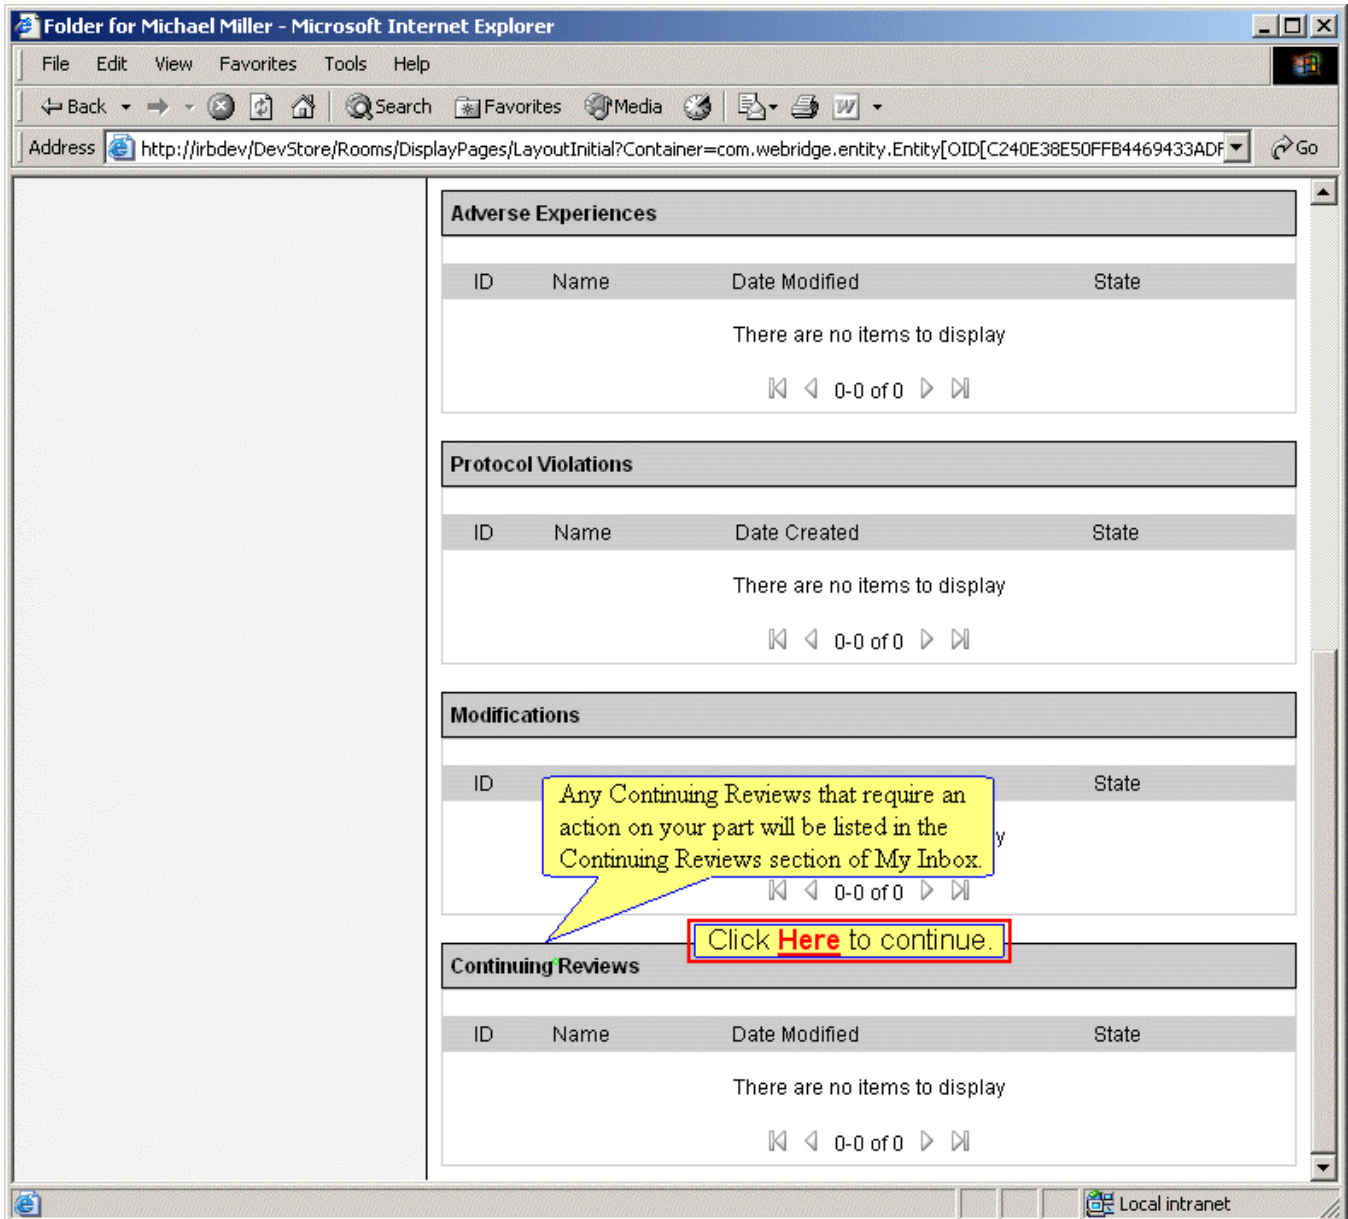 Folder for Michael Miller - Microsoft Internet Explorer
File Edit View Favorites Tools Help
Back Search Favorites Media
Address http://irbdev/DevStore/Rooms/DisplayPages/LayoutInitial?Container=com.webridge.entity.Entity[OID[C240E38E50FFB4469433ADF Go
Adverse Experiences
ID Name Date Modified State
There are no items to display
0-0 of 0
Protocol Violations
ID Name Date Created State
There are no items to display
0-0 of 0
Modifications
ID State
Any Continuing Reviews that require an
action on your part will be listed in the
Continuing Reviews section of My Inbox.
y
0-0 of 0
Click Here to continue.
Continuing Reviews
ID Name Date Modified State
There are no items to display
0-0 of 0
Local intranet